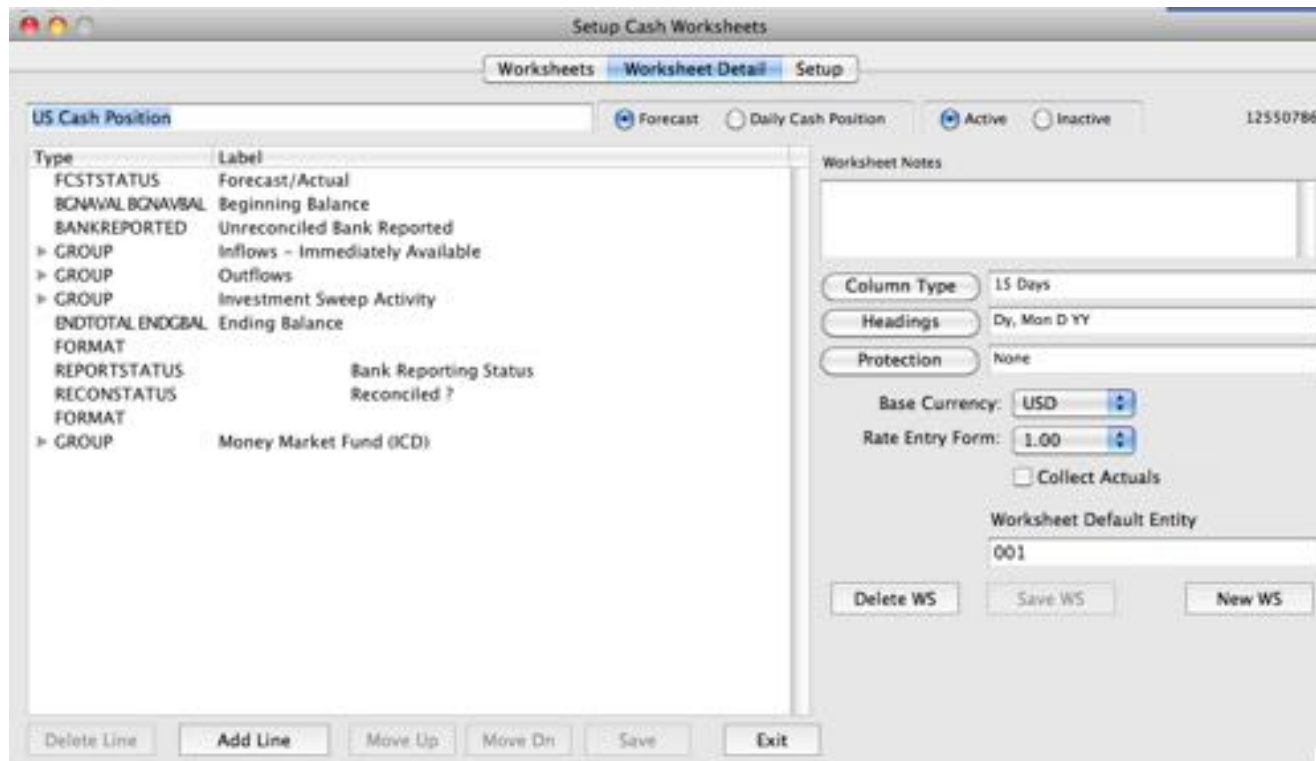 Setup Cash Worksheets
Worksheets Worksheet Detail Setup
US Cash Position Forecast Daily Cash Position Active Inactive 12550786
Type Label
FCSTSTATUS Forecast/Actual
BGNAVAL BGNAVBAL Beginning Balance
BANKREPORTED Unreconciled Bank Reported
GROUP Inflows - Immediately Available
GROUP Outflows
GROUP Investment Sweep Activity
ENDTOTAL ENDGBAL Ending Balance
FORMAT
REPORTSTATUS Bank Reporting Status
RECONSTATUS Reconciled ?
FORMAT
GROUP Money Market Fund (ICD)
Worksheet Notes
Column Type 15 Days
Headings Dy, Mon D YY
Protection None
Base Currency: USD
Rate Entry Form: 1.00
Collect Actuals
Worksheet Default Entity
001
Delete WS Save WS New WS
Delete Line Add Line Move Up Move Dn Save Exit